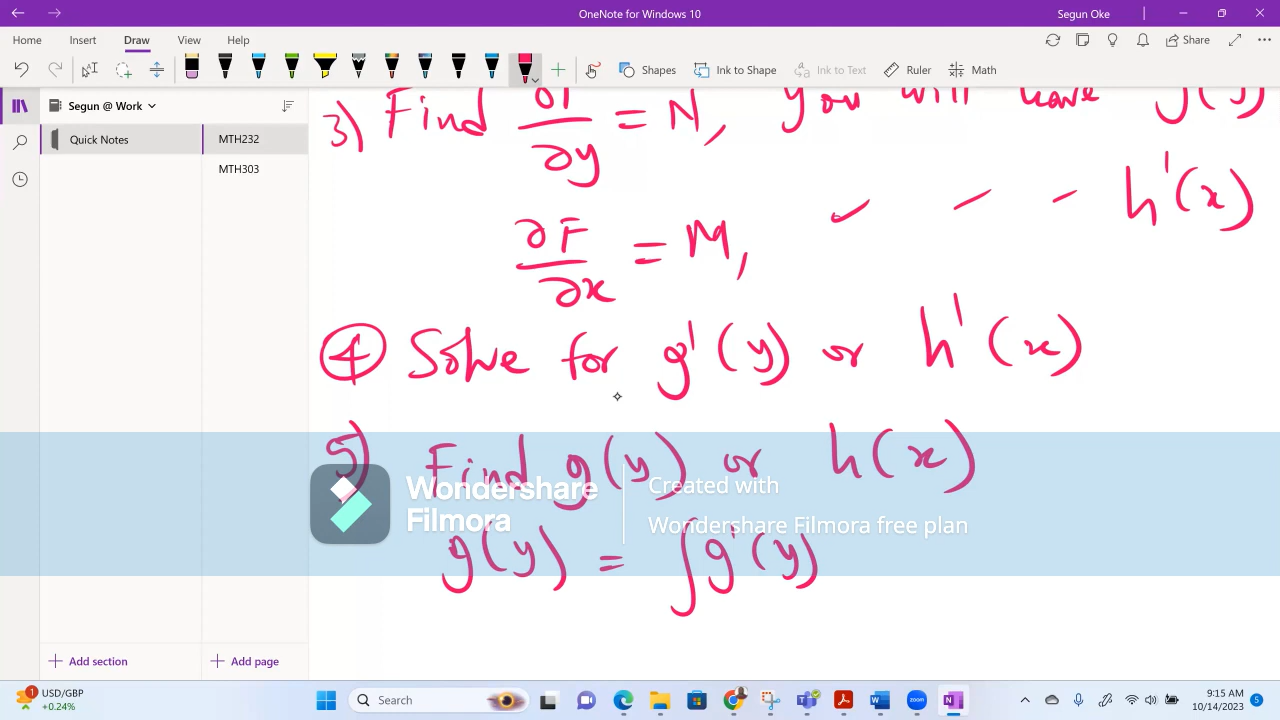 OneNote for Windows 10
Segun Oke
Home Insert Draw View Help
Share
Shapes Ink to Shape Ink to Text Ruler Math
Segun @ Work
Quick Notes
MTH232
MTH303
3) Find ∂F/∂y = N, you will have g'(y)
∂F/∂x = M, h'(x)
④ Solve for g'(y) or h'(x)
5) Find g(y) or h(x)
g(y) = ∫g'(y)
Wondershare
Filmora
Created with
Wondershare Filmora free plan
+ Add section + Add page
1 USD/GBP
+0.24%
Search
zoom
9:15 AM
10/14/2023
5